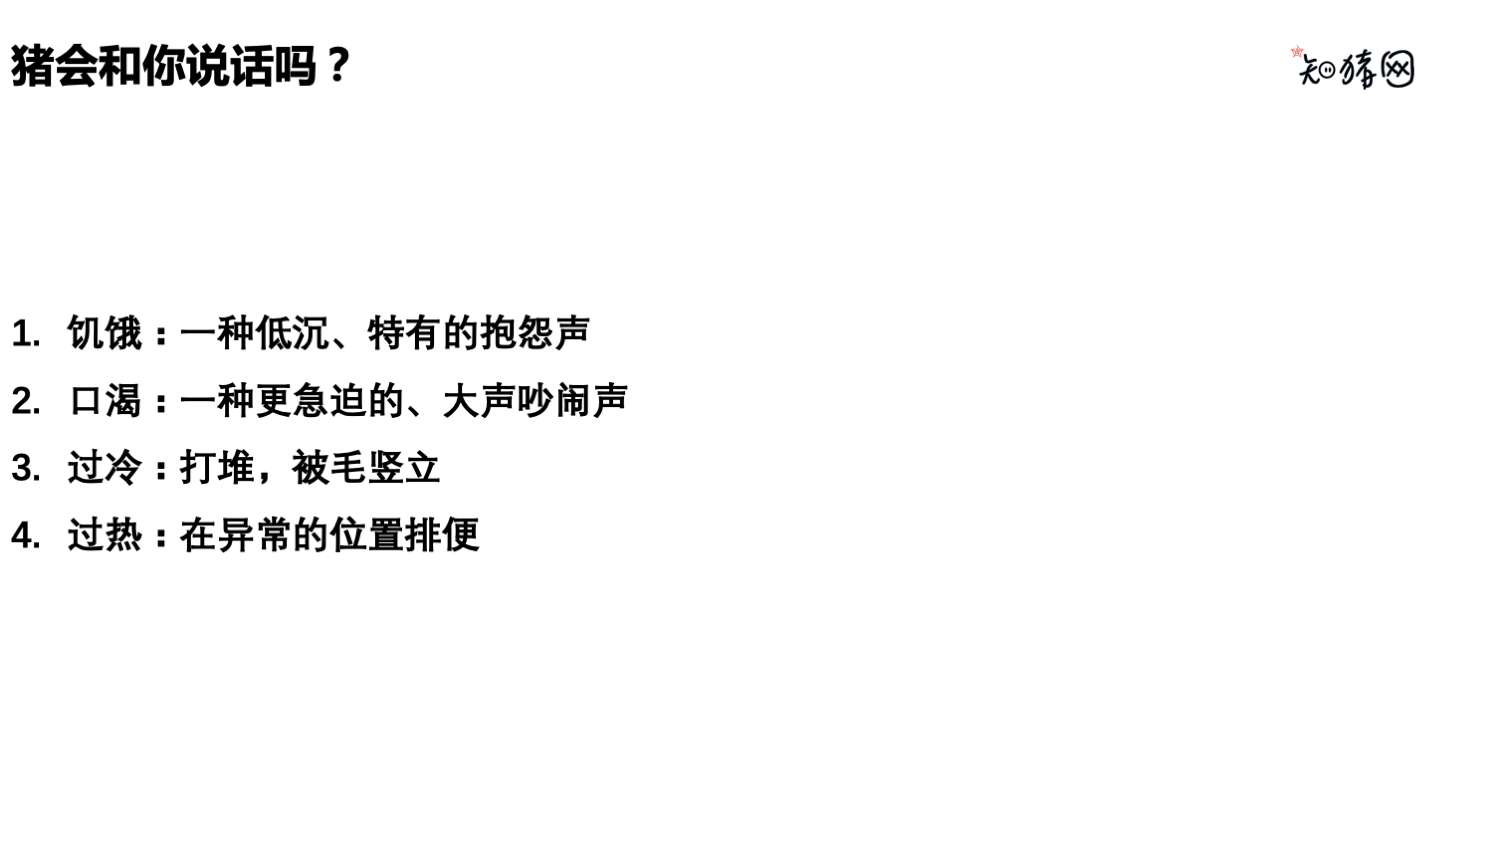 猪会和你说话吗？
知猪网
1. 饥饿：一种低沉、特有的抱怨声
2. 口渴：一种更急迫的、大声吵闹声
3. 过冷：打堆，被毛竖立
4. 过热：在异常的位置排便